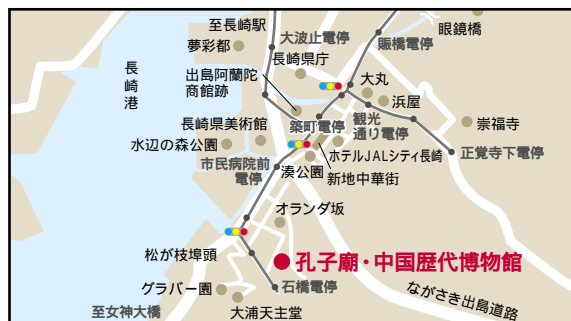 至長崎駅
夢彩都
大波止電停
長崎県庁
賑橋電停
眼鏡橋
長崎港
出島阿蘭陀
商館跡
大丸
浜屋
築町電停
観光
通り電停
崇福寺
長崎県美術館
水辺の森公園
市民病院前
電停
湊公園
ホテルJALシティ長崎
新地中華街
正覚寺下電停
オランダ坂
松が枝埠頭
孔子廟・中国歴代博物館
グラバー園
石橋電停
至女神大橋
大浦天主堂
ながさき出島道路